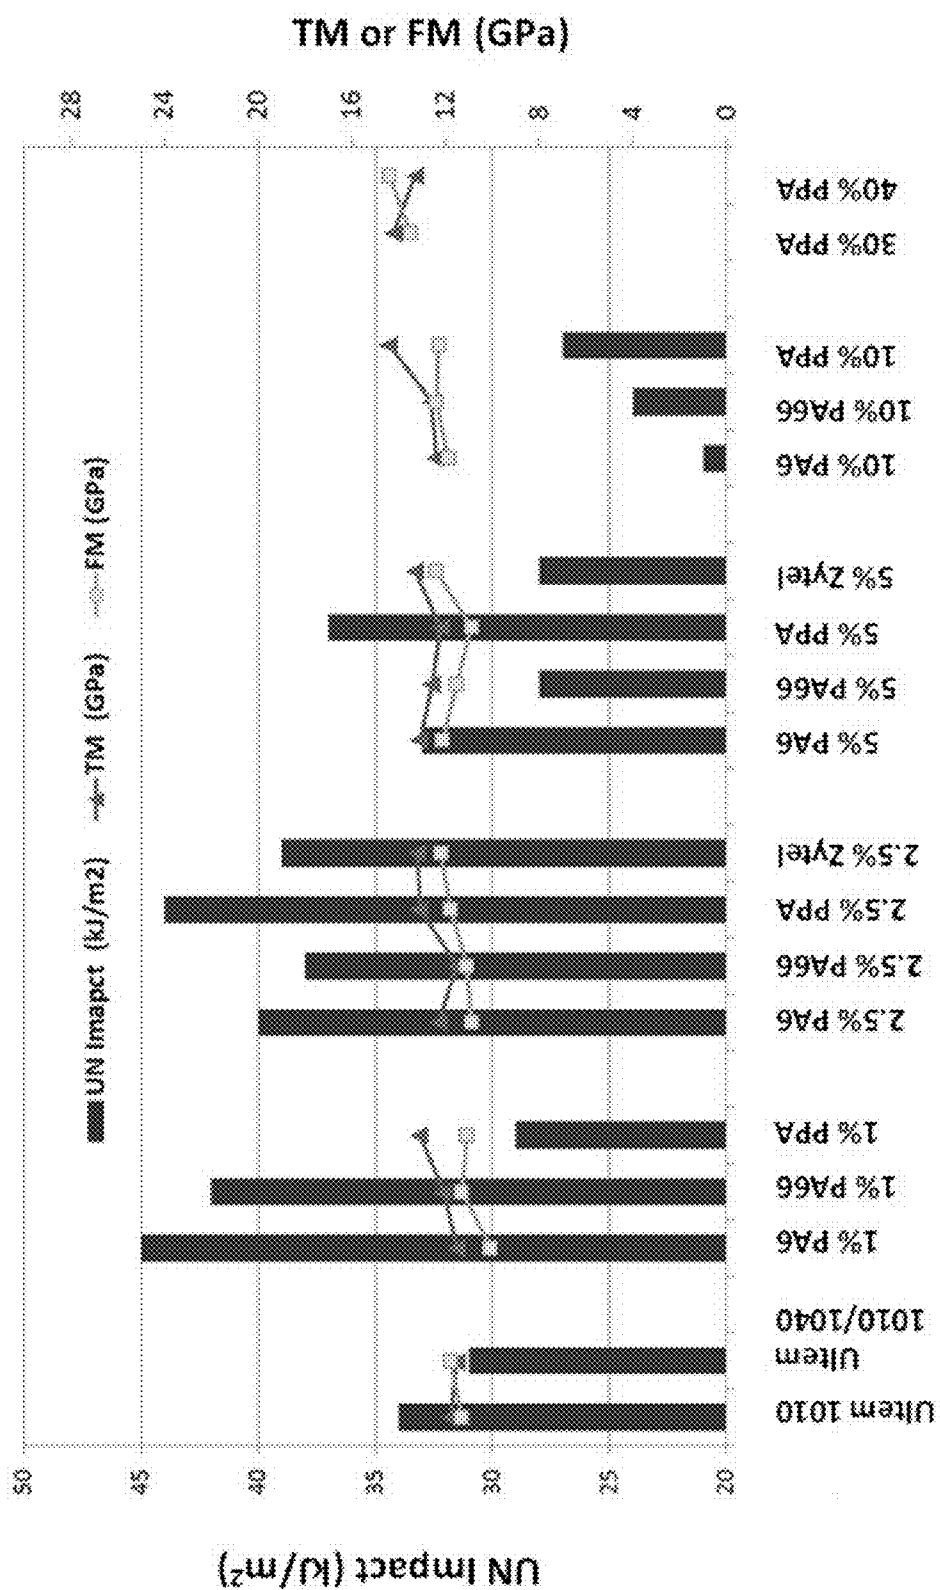 UN Imapct (kJ/m2)
TM (GPa)
FM (GPa)
UN Impact (kJ/m²)
50
45
40
35
30
25
20
TM or FM (GPa)
28
24
20
16
12
8
4
0
Ultem 1010
Ultem
1010/1040
1% PA6
1% PA66
1% PPA
2.5% PA6
2.5% PA66
2.5% PPA
2.5% Zytel
5% PA6
5% PA66
5% PPA
5% Zytel
10% PA6
10% PA66
10% PPA
30% PPA
40% PPA